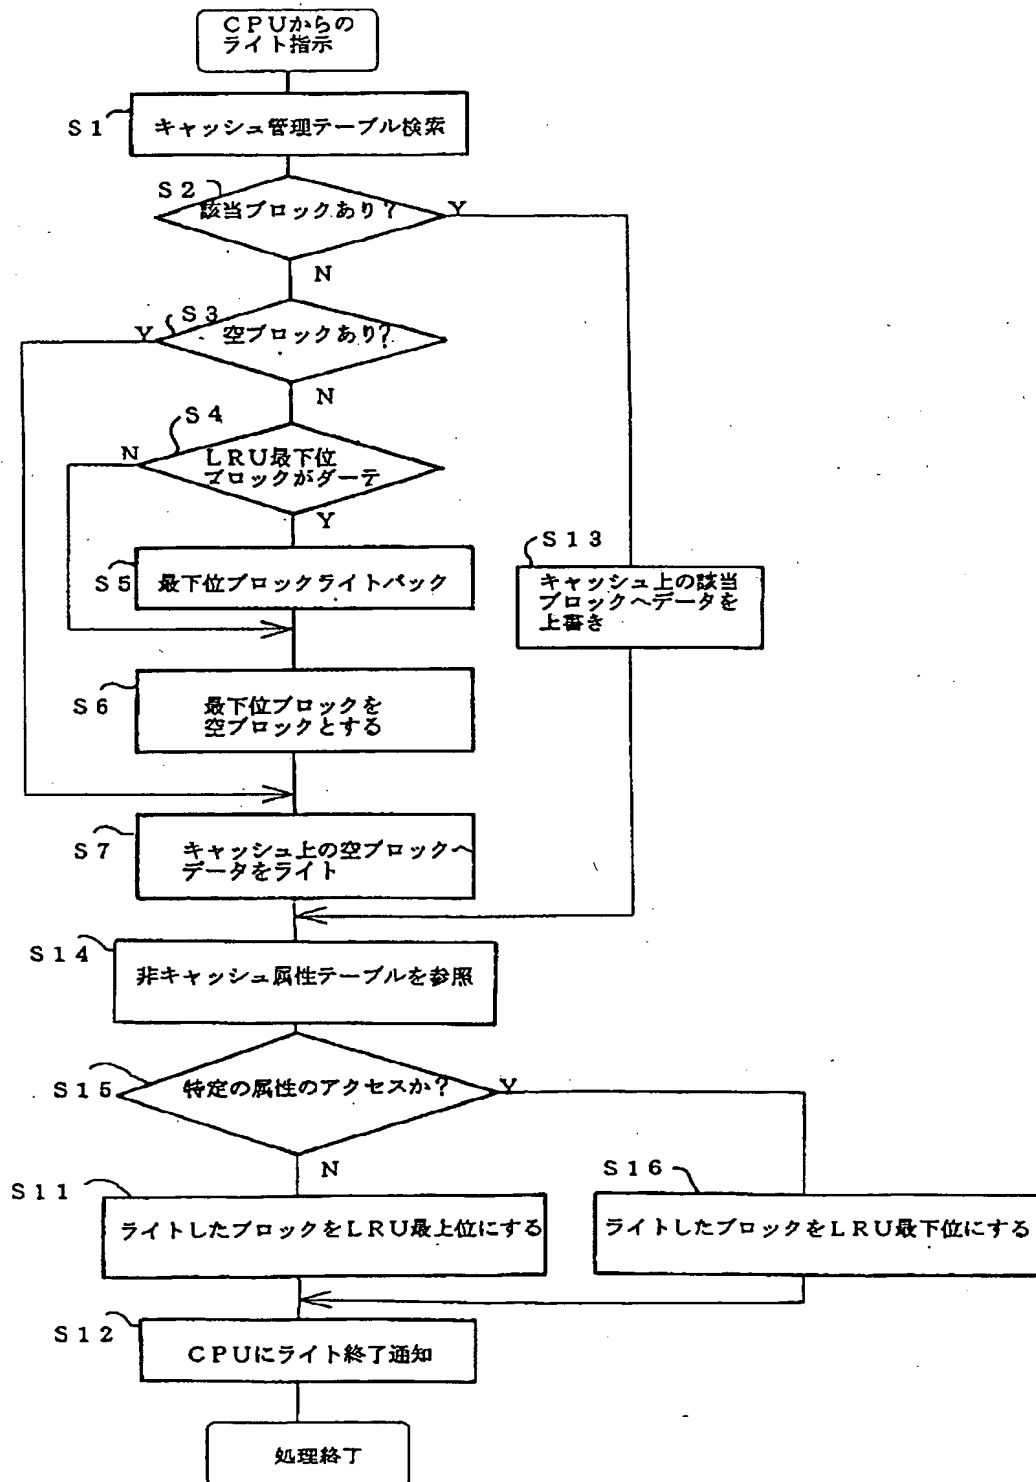 ＣＰＵからの
ライト指示
Ｓ１
キャッシュ管理テーブル検索
Ｓ２
該当ブロックあり？
Ｙ
Ｎ
Ｓ３
空ブロックあり？
Ｙ
Ｎ
Ｓ４
ＬＲＵ最下位
ブロックがダーテ
Ｎ
Ｙ
Ｓ５
最下位ブロックライトバック
Ｓ１３
キャッシュ上の該当
ブロックへデータを
上書き
Ｓ６
最下位ブロックを
空ブロックとする
Ｓ７
キャッシュ上の空ブロックへ
データをライト
Ｓ１４
非キャッシュ属性テーブルを参照
Ｓ１５
特定の属性のアクセスか？
Ｙ
Ｎ
Ｓ１１
ライトしたブロックをＬＲＵ最上位にする
Ｓ１６
ライトしたブロックをＬＲＵ最下位にする
Ｓ１２
ＣＰＵにライト終了通知
処理終了